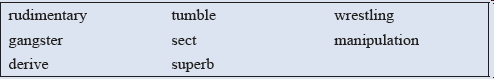 rudimentary tumble wrestling
gangster sect manipulation
derive superb